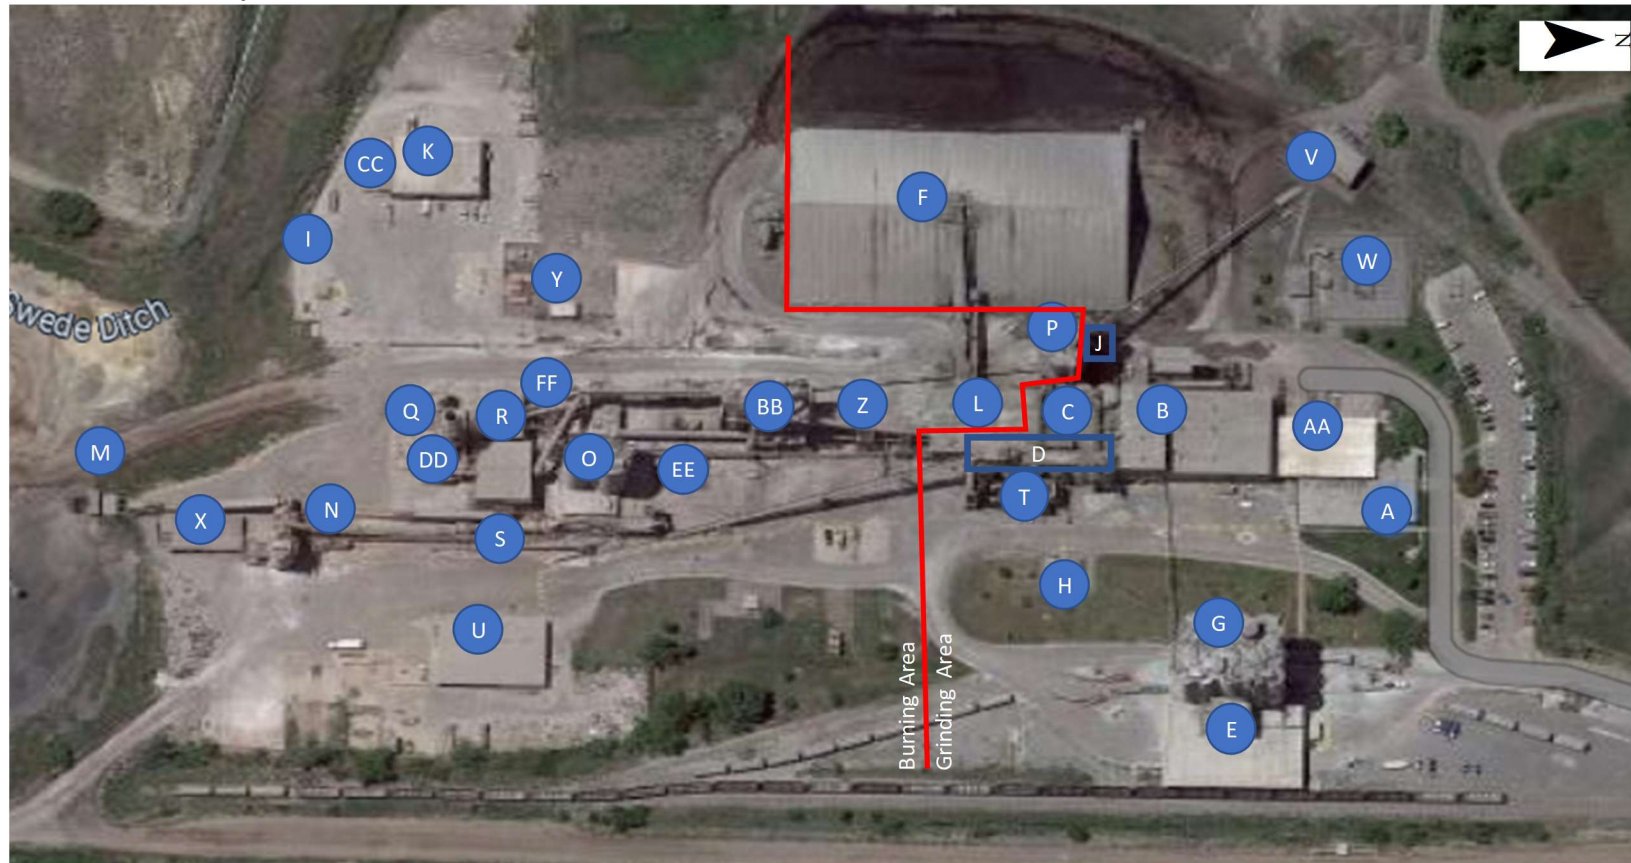 N
K
CC
V
F
I
W
Y
P
J
Swede Ditch
FF
Q
R
BB
Z
L
C
B
AA
M
DD
O
EE
D
T
A
X
N
S
H
U
G
E
Burning Area
Grinding Area